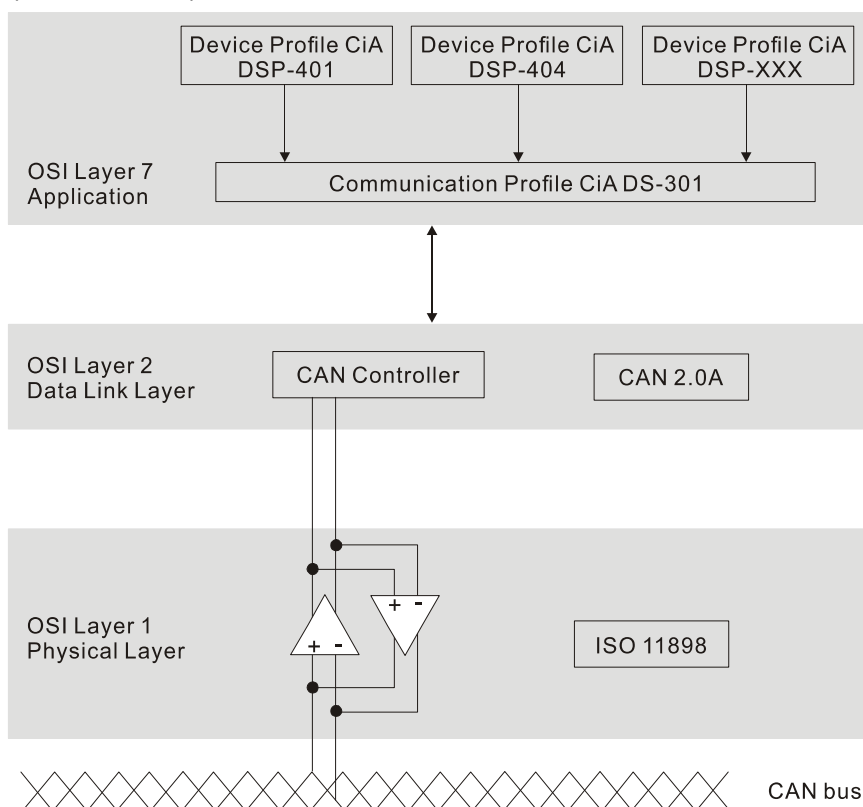 Device Profile CiA
DSP-401
Device Profile CiA
DSP-404
Device Profile CiA
DSP-XXX
OSI Layer 7
Application
Communication Profile CiA DS-301
OSI Layer 2
Data Link Layer
CAN Controller
CAN 2.0A
OSI Layer 1
Physical Layer
+ -
+ -
ISO 11898
CAN bus